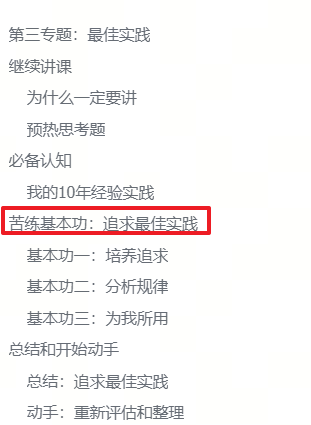 第三专题：最佳实践
继续讲课
为什么一定要讲
预热思考题
必备认知
我的10年经验实践
苦练基本功：追求最佳实践
基本功一：培养追求
基本功二：分析规律
基本功三：为我所用
总结和开始动手
总结：追求最佳实践
动手：重新评估和整理